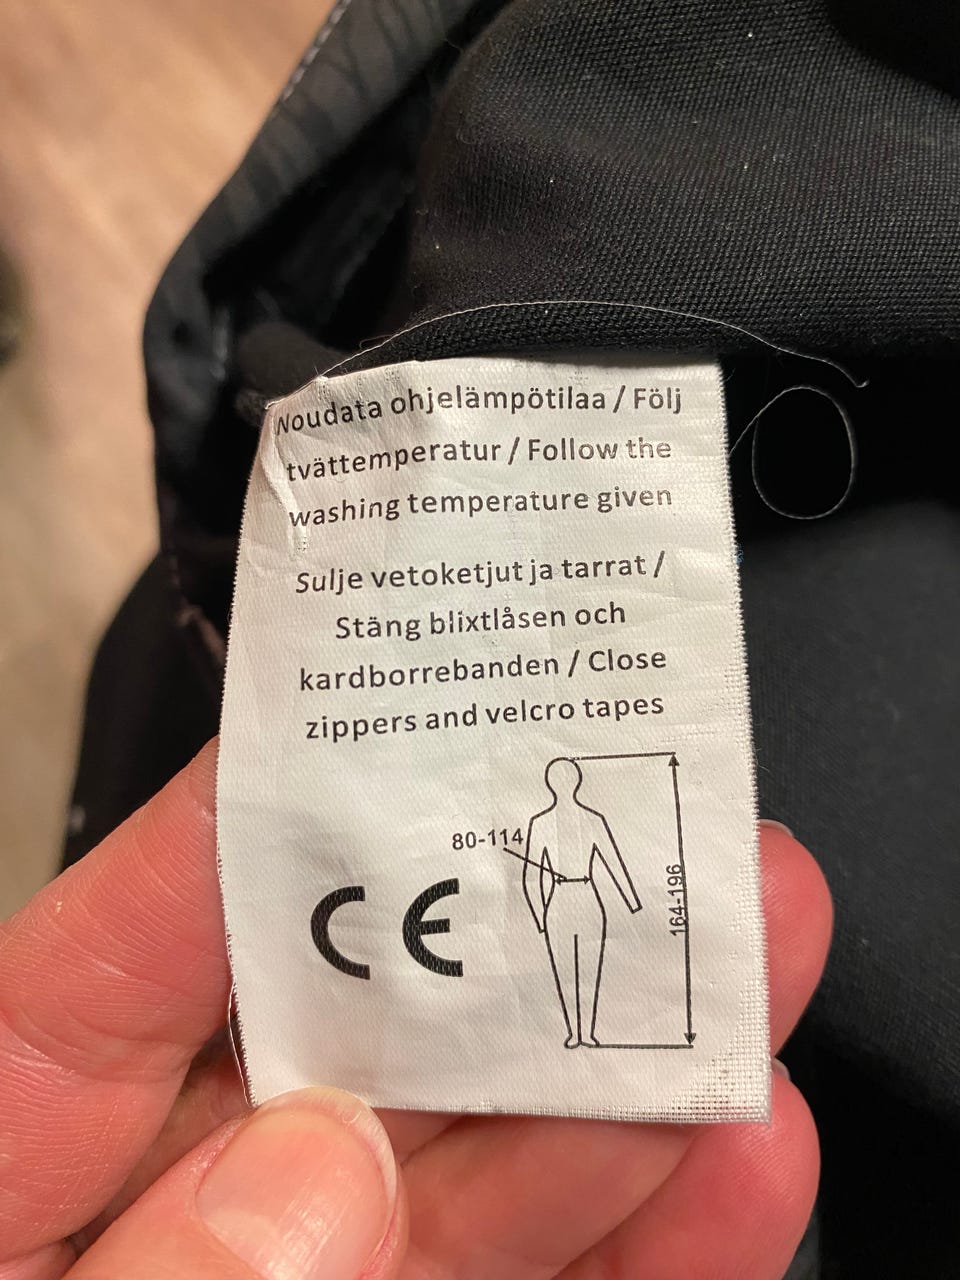 Noudata ohjelämpötilaa / Följ
tvättemperatur / Follow the
washing temperature given
Sulje vetoketjut ja tarrat /
Stäng blixtlåsen och
kardborrebanden / Close
zippers and velcro tapes
80-114
164-196
CE